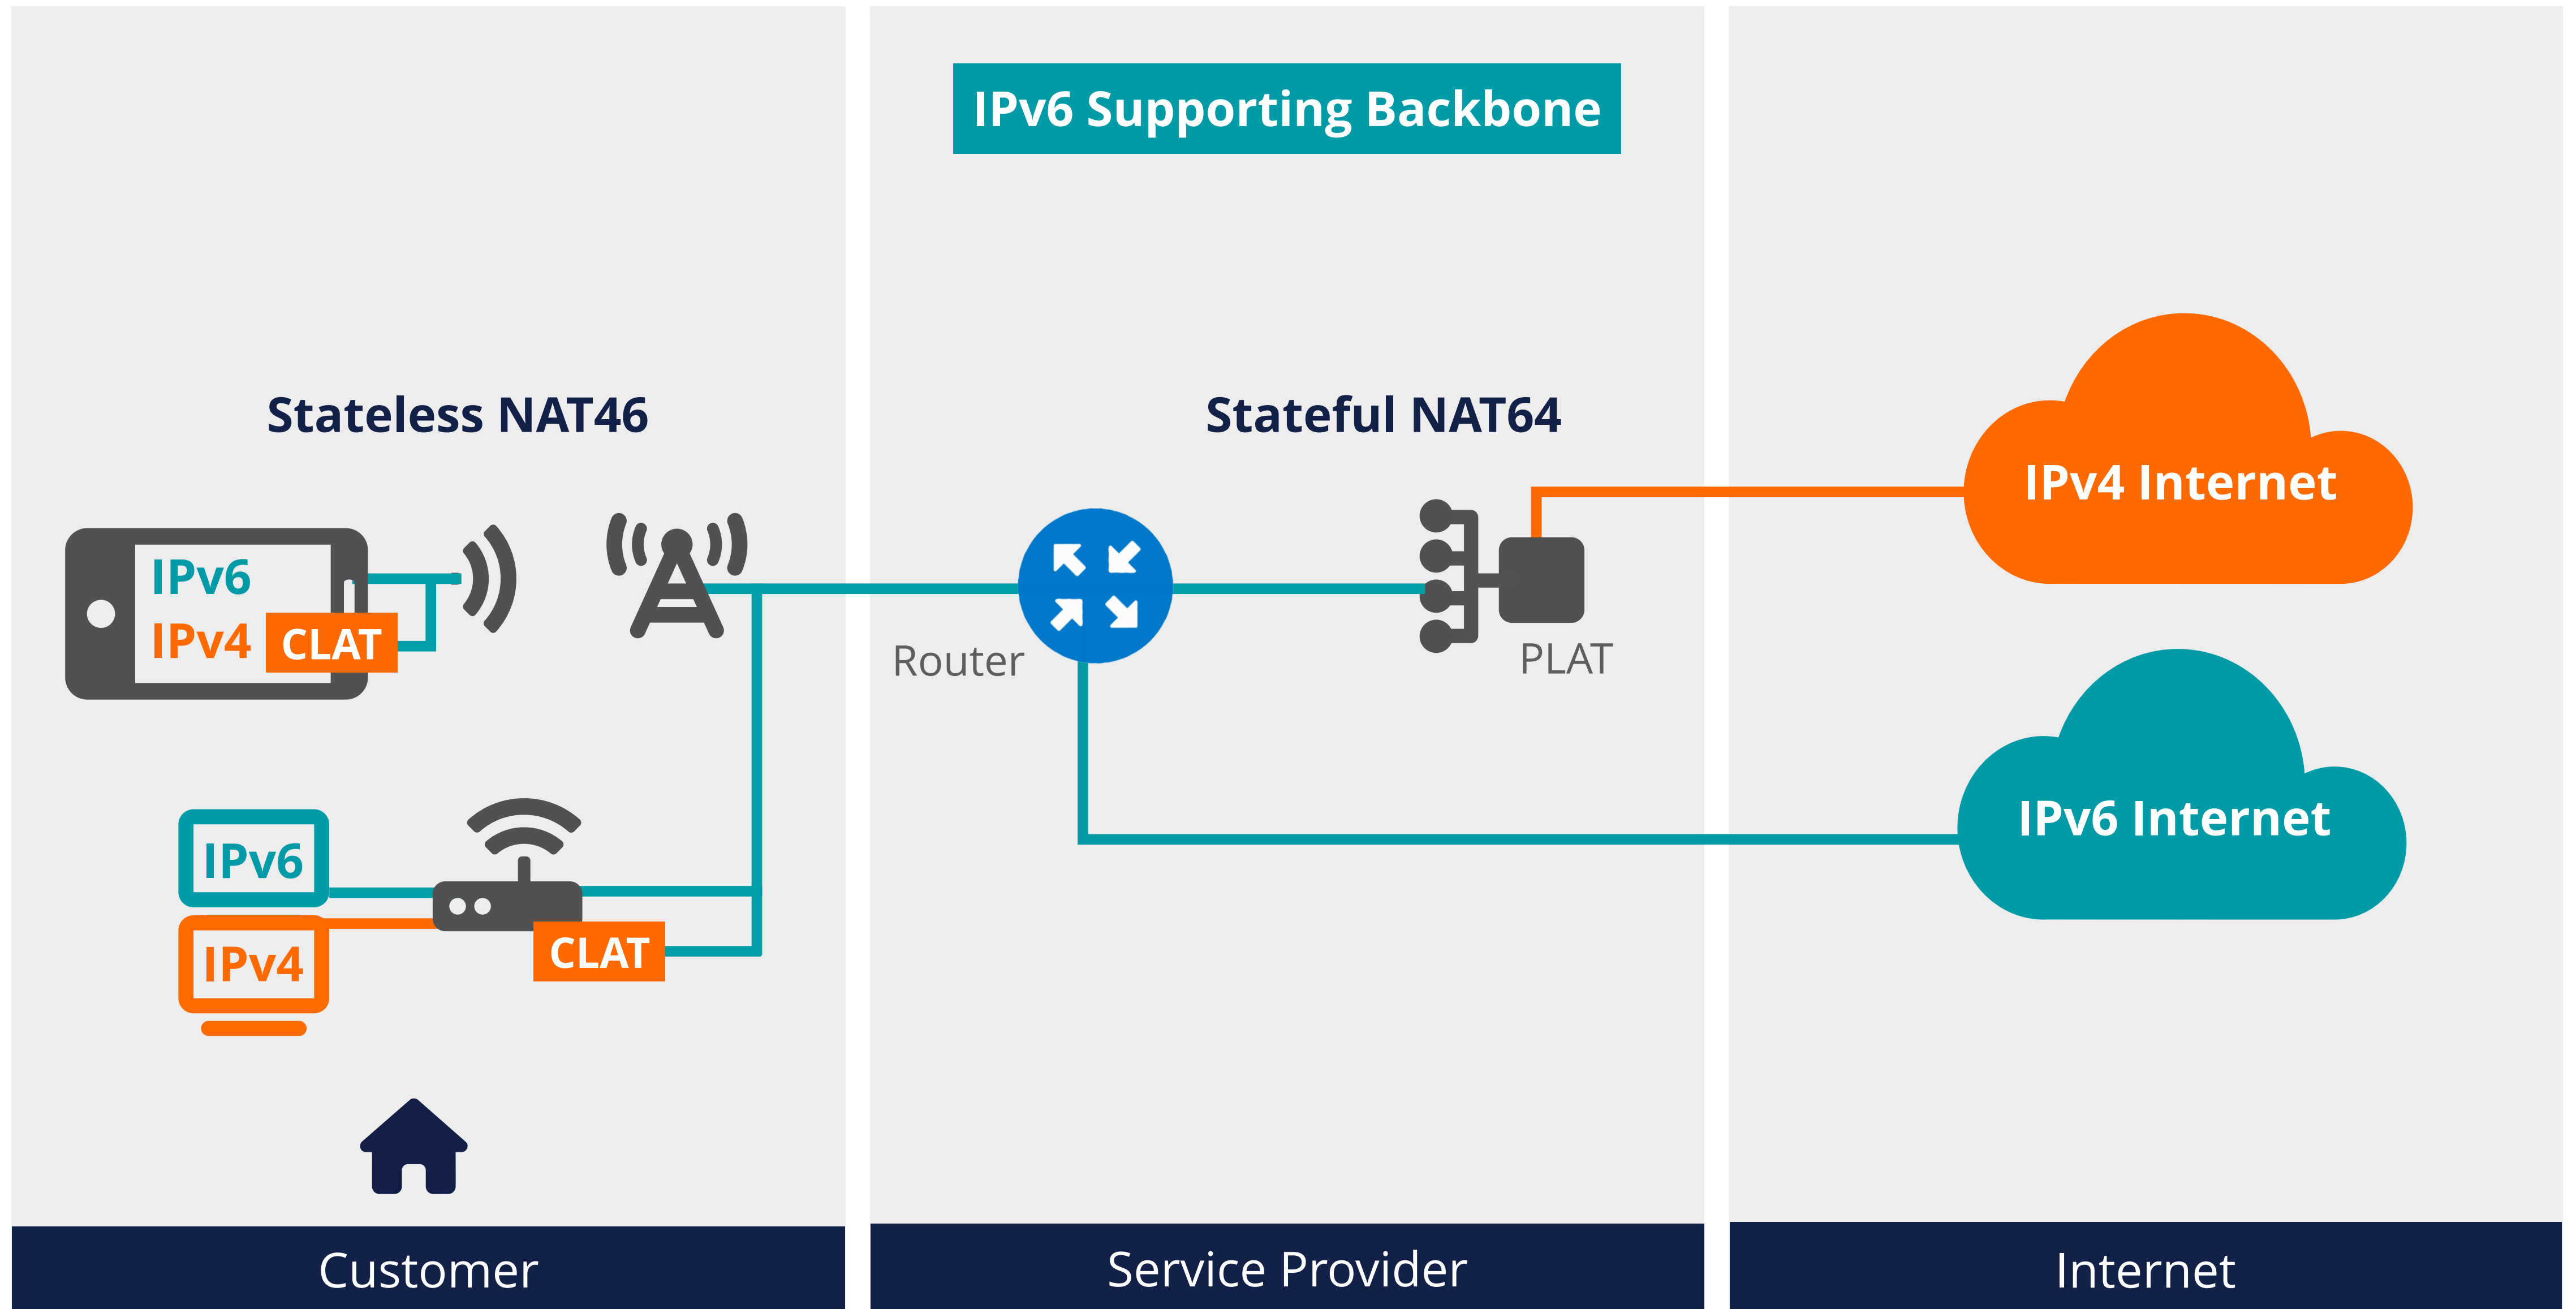 IPv6 Supporting Backbone
Stateless NAT46
Stateful NAT64
IPv6
IPv4
CLAT
Router
PLAT
IPv4 Internet
IPv6 Internet
IPv6
IPv4
CLAT
Customer
Service Provider
Internet